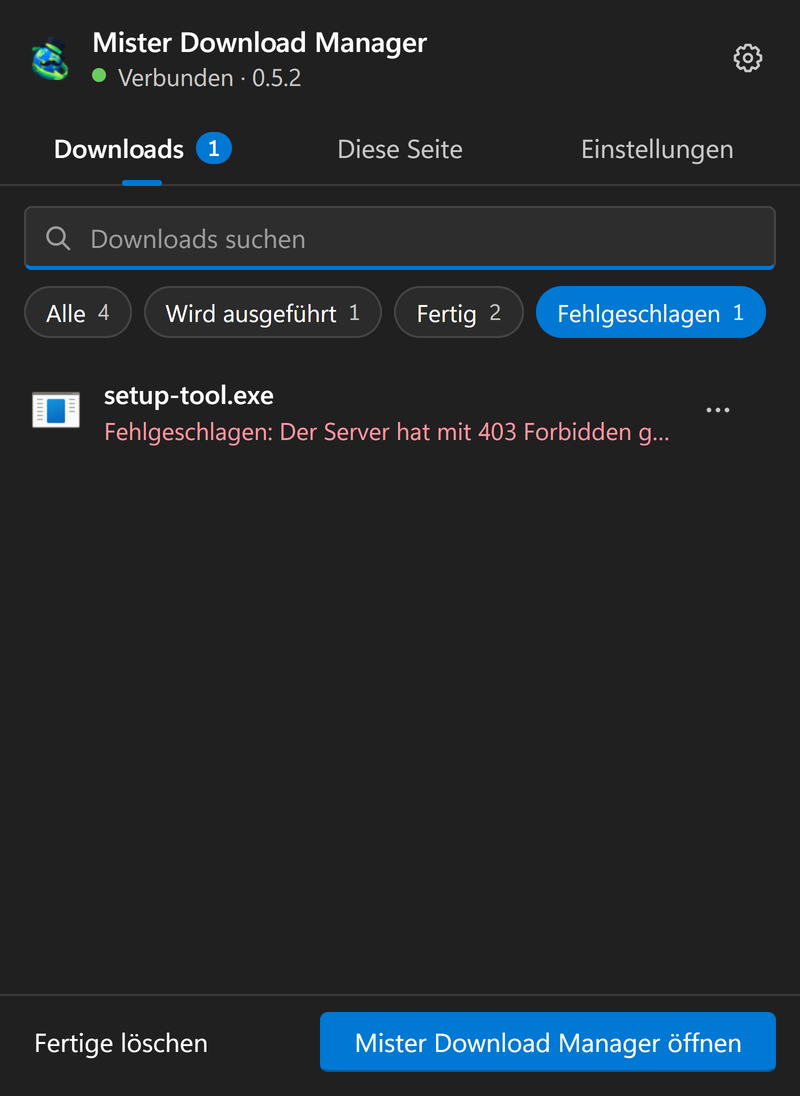 Mister Download Manager
Verbunden · 0.5.2
Downloads 1
Diese Seite
Einstellungen
Downloads suchen
Alle 4
Wird ausgeführt 1
Fertig 2
Fehlgeschlagen 1
setup-tool.exe
Fehlgeschlagen: Der Server hat mit 403 Forbidden g...
Fertige löschen
Mister Download Manager öffnen